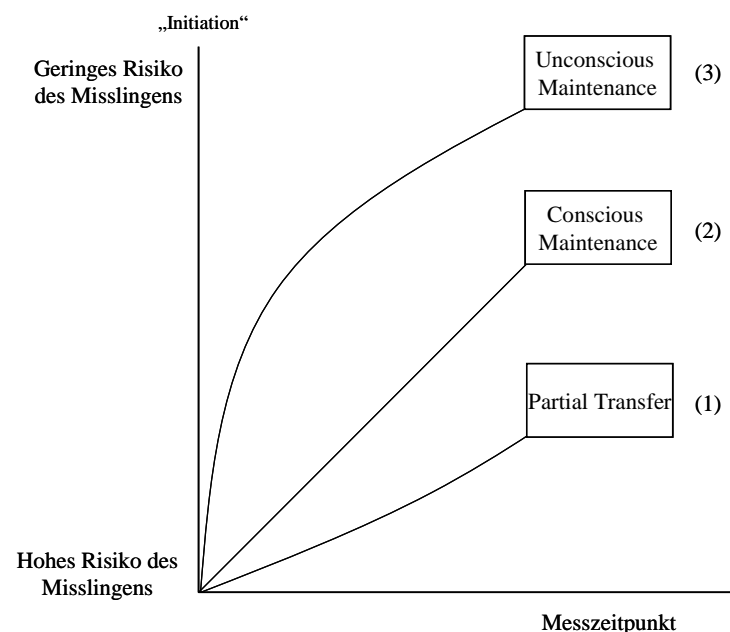 „Initiation“
Geringes Risiko
des Misslingens
Unconscious
Maintenance
(3)
Conscious
Maintenance
(2)
Partial Transfer
(1)
Hohes Risiko des
Misslingens
Messzeitpunkt